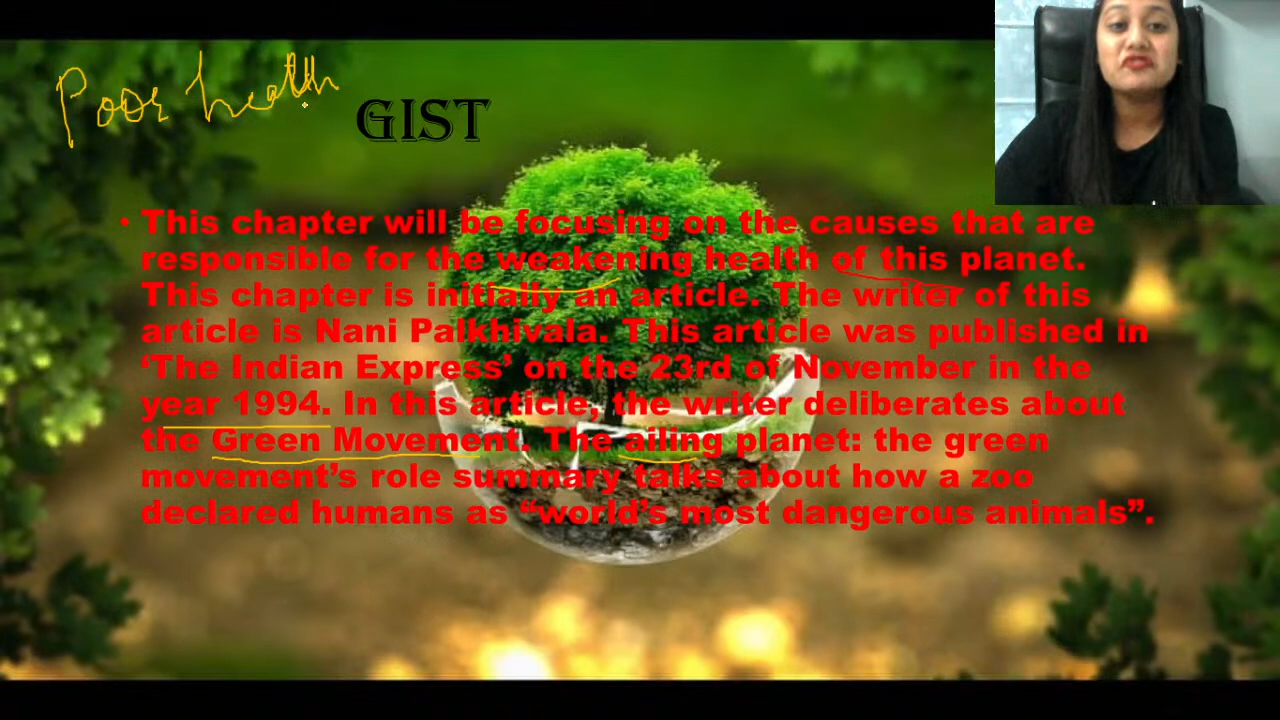 Poor health
GIST
• This chapter will be focusing on the causes that are
responsible for the weakening health of this planet.
This chapter is initially an article. The writer of this
article is Nani Palkhivala. This article was published in
‘The Indian Express’ on the 23rd of November in the
year 1994. In this article, the writer deliberates about
the Green Movement. The ailing planet: the green
movement’s role summary talks about how a zoo
declared humans as “world’s most dangerous animals”.